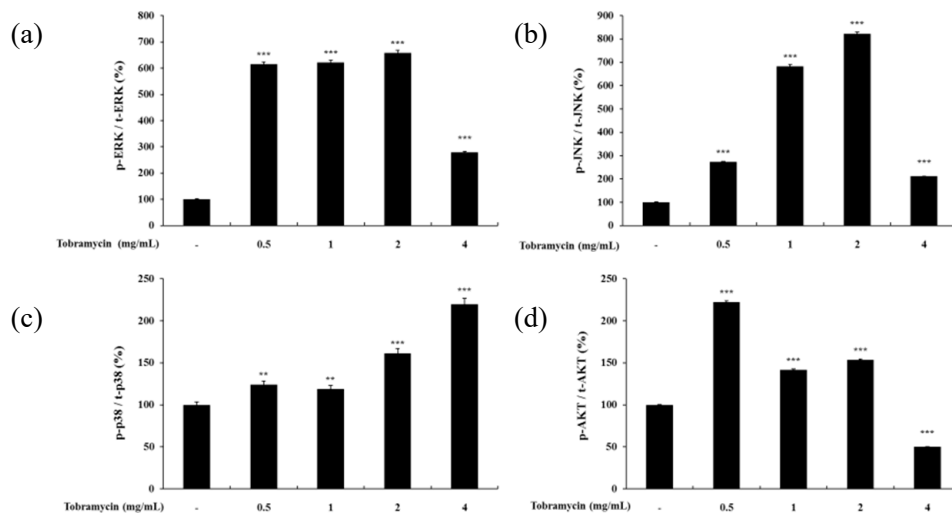 (a)
p-ERK / t-ERK (%)
800
700
600
500
400
300
200
100
0
***
***
***
***
Tobramycin (mg/mL)
- 0.5 1 2 4
(b)
p-JNK / t-JNK (%)
900
800
700
600
500
400
300
200
100
0
***
***
***
***
Tobramycin (mg/mL)
- 0.5 1 2 4
(c)
p-p38 / t-p38 (%)
250
200
150
100
50
0
**
**
***
***
Tobramycin (mg/mL)
- 0.5 1 2 4
(d)
p-AKT / t-AKT (%)
250
200
150
100
50
0
***
***
***
***
Tobramycin (mg/mL)
- 0.5 1 2 4